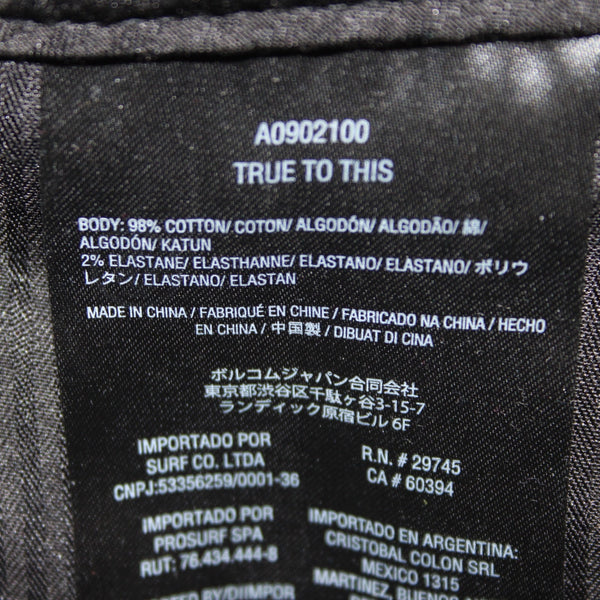 A0902100
TRUE TO THIS
BODY: 98% COTTON/ COTON/ ALGODÓN/ ALGODÃO/ 綿/
ALGODÓN/ KATUN
2% ELASTANE/ ELASTHANNE/ ELASTANO/ ELASTANO/ ポリウ
レタン/ ELASTANO/ ELASTAN
MADE IN CHINA / FABRIQUÉ EN CHINE / FABRICADO NA CHINA / HECHO
EN CHINA / 中国製 / DIBUAT DI CINA
ボルコムジャパン合同会社
東京都渋谷区千駄ヶ谷3-15-7
ランディック原宿ビル 6F
IMPORTADO POR
SURF CO. LTDA
CNPJ:53356259/0001-36
R.N. # 29745
CA # 60394
IMPORTADO POR
PROSURF SPA
RUT: 76.434.444-8
IMPORTADO EN ARGENTINA:
CRISTOBAL COLON SRL
MEXICO 1315
MARTINEZ, BUENOS